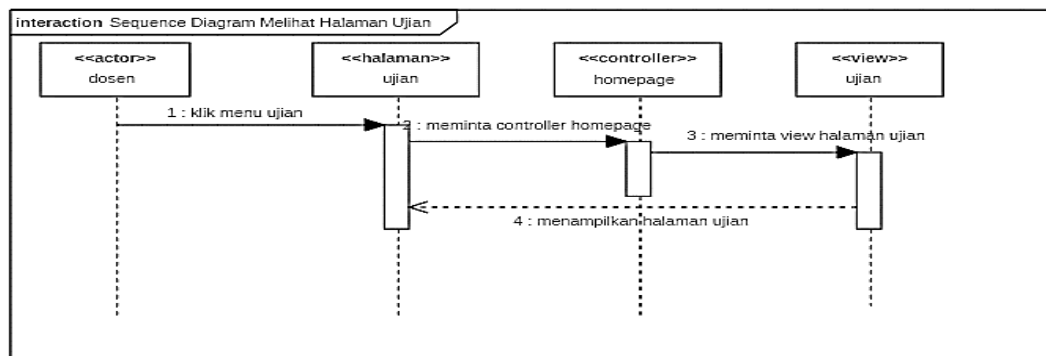 interaction Sequence Diagram Melihat Halaman Ujian
<<actor>>
dosen
<<halaman>>
ujian
<<controller>>
homepage
<<view>>
ujian
1 : klik menu ujian
2 : meminta controller homepage
3 : meminta view halaman ujian
4 : menampilkan halaman ujian